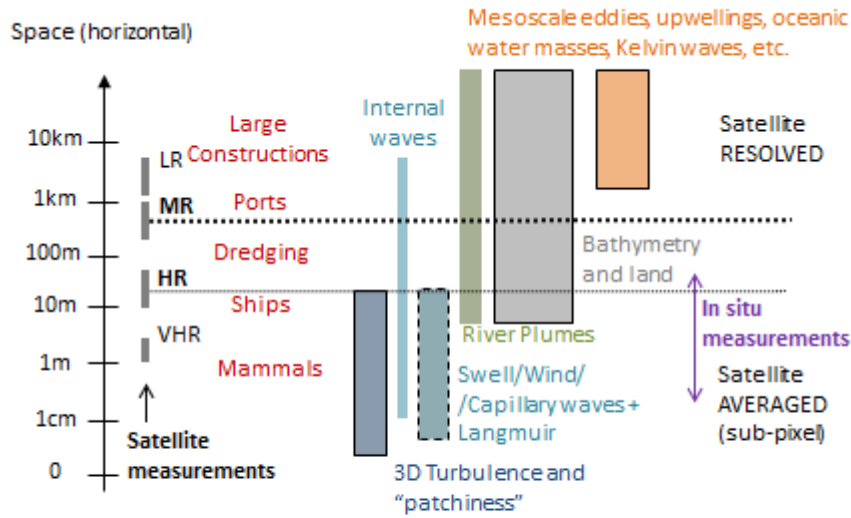 Mesoscale eddies, upwellings, oceanic
water masses, Kelvin waves, etc.
Space (horizontal)
Internal
waves
Large
Constructions
Satellite
RESOLVED
10km
LR
1km
MR
Ports
100m
Dredging
Bathymetry
and land
HR
10m
Ships
In situ
measurements
VHR
River Plumes
1m
Mammals
Swell/Wind/
/Capillary waves +
Langmuir
Satellite
AVERAGED
(sub-pixel)
1cm
Satellite
measurements
0
3D Turbulence and
“patchiness”